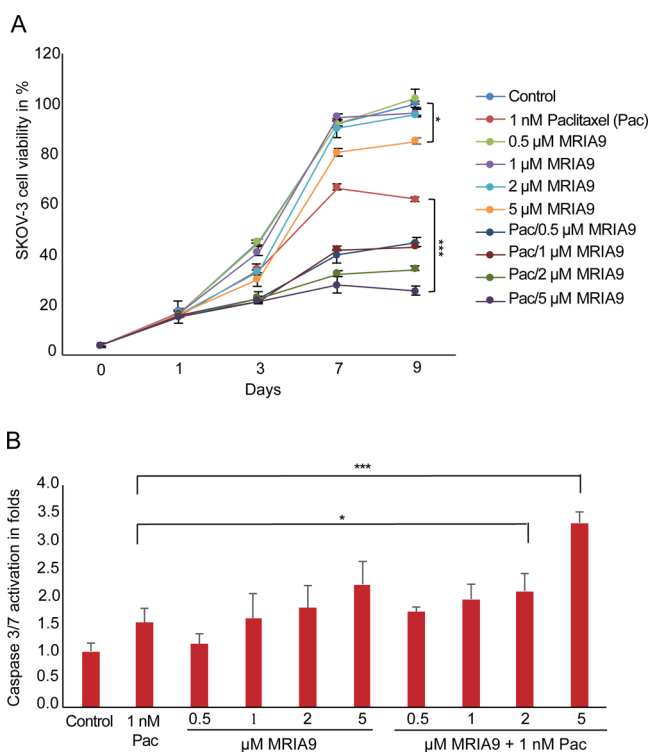 A
SKOV-3 cell viability in %
120
100
80
60
40
20
0
0 1 3 7 9
Days
*
***
Control
1 nM Paclitaxel (Pac)
0.5 µM MRIA9
1 µM MRIA9
2 µM MRIA9
5 µM MRIA9
Pac/0.5 µM MRIA9
Pac/1 µM MRIA9
Pac/2 µM MRIA9
Pac/5 µM MRIA9
B
Caspase 3/7 activation in folds
4.0
3.5
3.0
2.5
2.0
1.5
1.0
0.5
0.0
***
*
Control 1 nM Pac 0.5 1 2 5 0.5 1 2 5
µM MRIA9 µM MRIA9 + 1 nM Pac